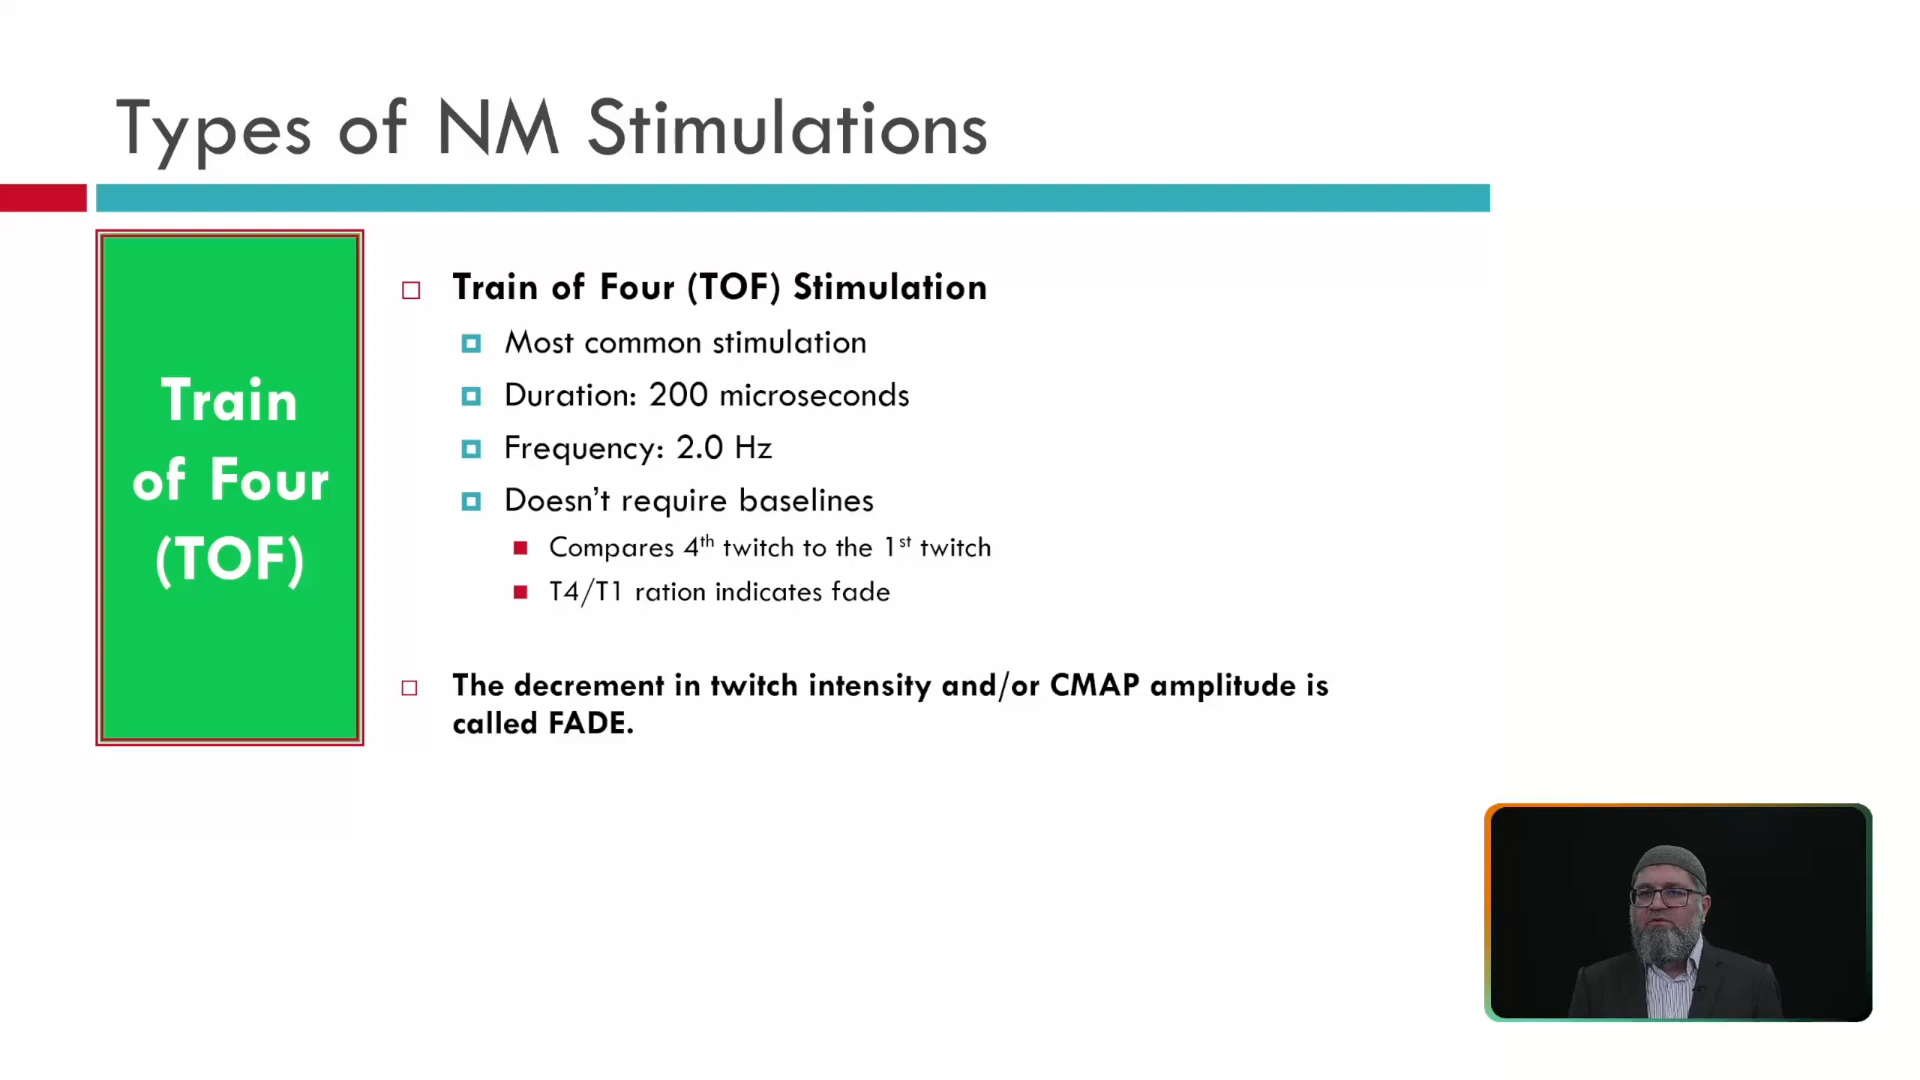 Types of NM Stimulations
Train
of Four
(TOF)
Train of Four (TOF) Stimulation
Most common stimulation
Duration: 200 microseconds
Frequency: 2.0 Hz
Doesn’t require baselines
Compares 4th twitch to the 1st twitch
T4/T1 ration indicates fade
The decrement in twitch intensity and/or CMAP amplitude is
called FADE.